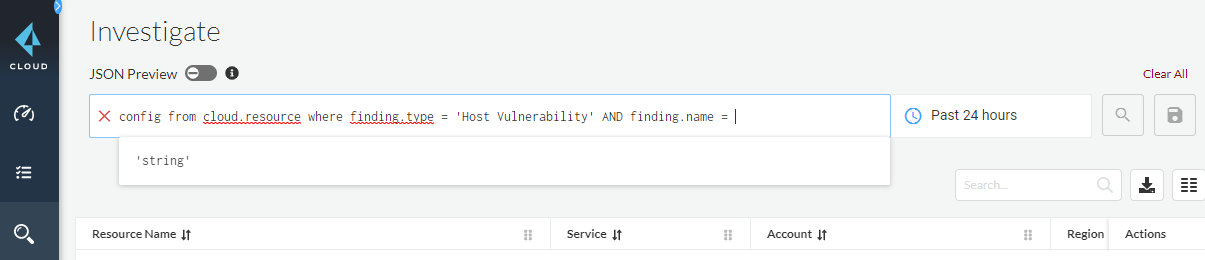 CLOUD
Investigate
JSON Preview
Clear All
config from cloud.resource where finding.type = 'Host Vulnerability' AND finding.name =
Past 24 hours
'string'
Search...
Resource Name Service Account Region Actions